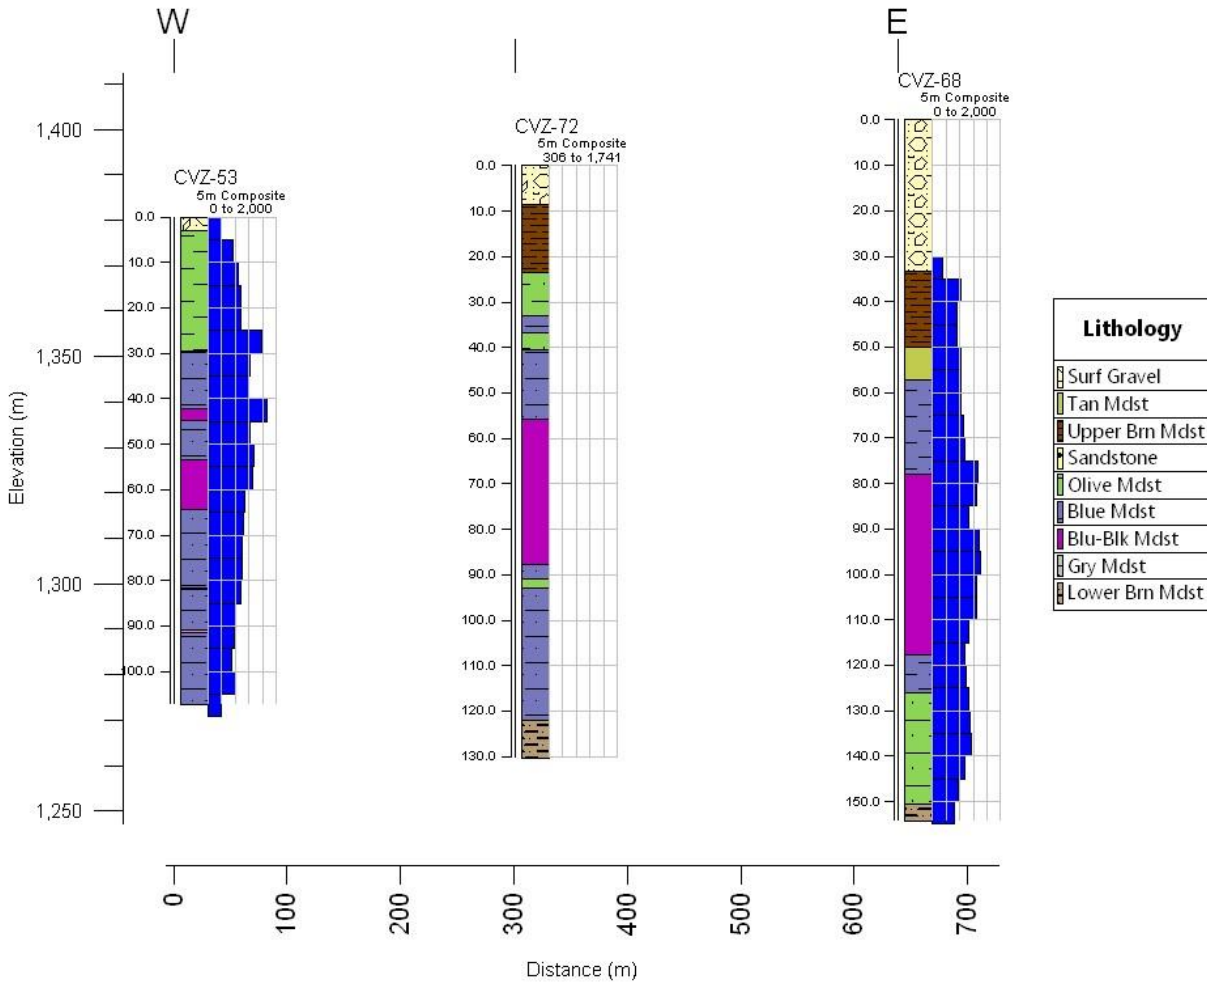 W
E
CVZ-53
5m Composite
0 to 2,000
0.0
10.0
20.0
30.0
40.0
50.0
60.0
70.0
80.0
90.0
100.0
CVZ-72
5m Composite
306 to 1,741
0.0
10.0
20.0
30.0
40.0
50.0
60.0
70.0
80.0
90.0
100.0
110.0
120.0
130.0
CVZ-68
5m Composite
0 to 2,000
0.0
10.0
20.0
30.0
40.0
50.0
60.0
70.0
80.0
90.0
100.0
110.0
120.0
130.0
140.0
150.0
Elevation (m)
1,400
1,350
1,300
1,250
0
100
200
300
400
500
600
700
Distance (m)
Lithology
Surf Gravel
Tan Mdst
Upper Brn Mdst
Sandstone
Olive Mdst
Blue Mdst
Blu-Blk Mdst
Gry Mdst
Lower Brn Mdst